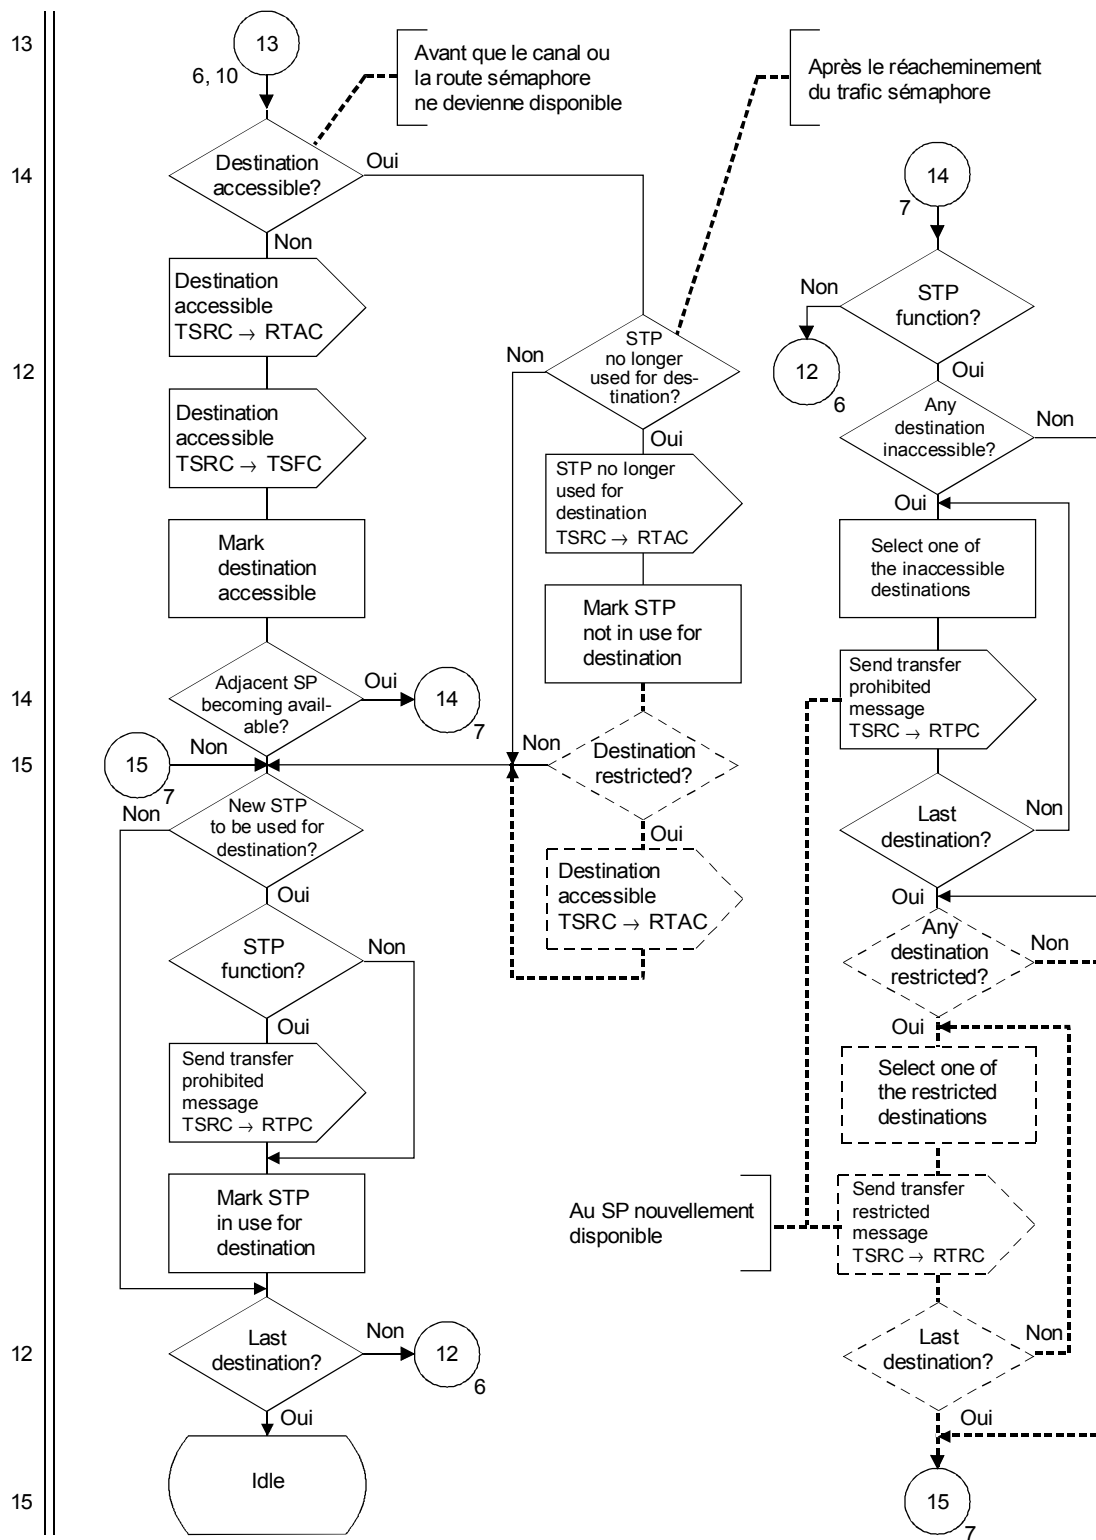 13
13
6, 10
Avant que le canal ou
la route sémaphore
ne devienne disponible
Après le réacheminement
du trafic sémaphore
14
Destination
accessible?
Oui
Non
Destination
accessible
TSRC → RTAC
12
Destination
accessible
TSRC → TSFC
Mark
destination
accessible
14
Adjacent SP
becoming avail-
able?
Oui
14
7
Non
15
15
7
New STP
to be used for
destination?
Non
Oui
STP
function?
Non
Oui
Send transfer
prohibited
message
TSRC → RTPC
Mark STP
in use for
destination
12
Last
destination?
Non
12
6
Oui
Idle
15
STP
no longer
used for des-
tination?
Non
Oui
STP no longer
used for
destination
TSRC → RTAC
Mark STP
not in use for
destination
Destination
restricted?
Non
Oui
Destination
accessible
TSRC → RTAC
14
7
STP
function?
Non
12
6
Oui
Any
destination
inaccessible?
Non
Oui
Select one of
the inaccessible
destinations
Send transfer
prohibited
message
TSRC → RTPC
Last
destination?
Non
Oui
Any
destination
restricted?
Non
Oui
Select one of
the restricted
destinations
Au SP nouvellement
disponible
Send transfer
restricted
message
TSRC → RTRC
Last
destination?
Non
Oui
15
7